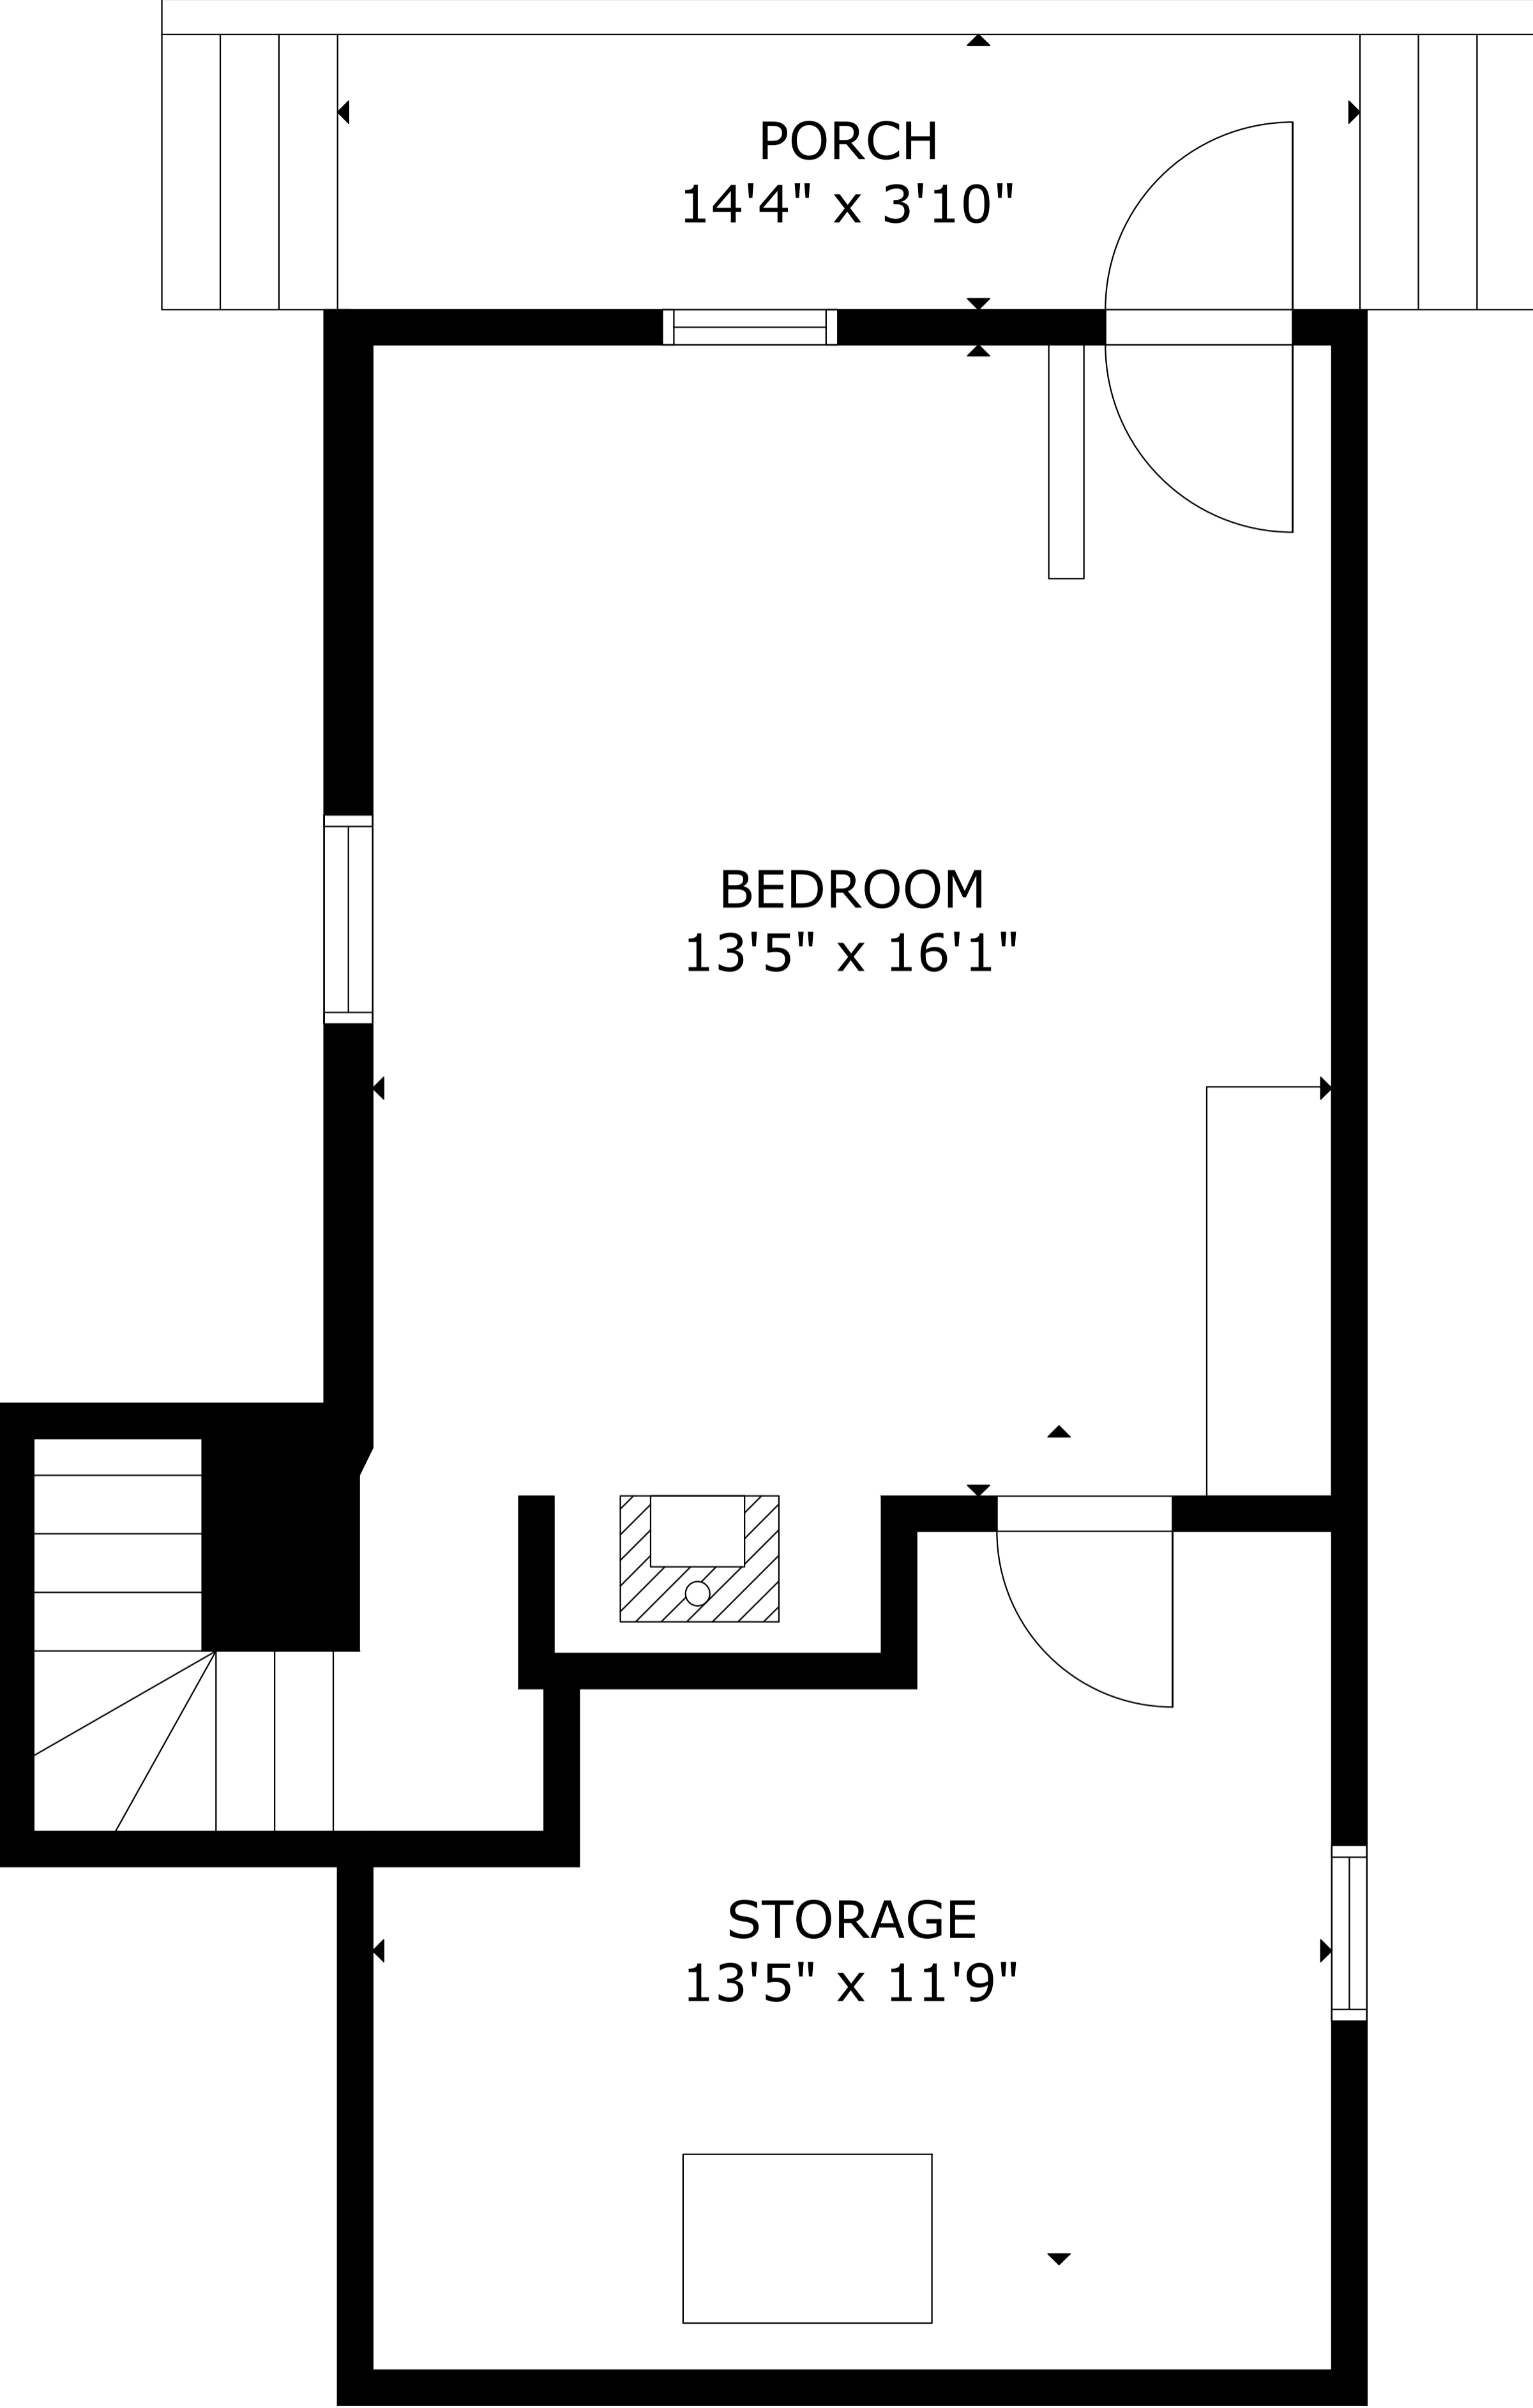 PORCH
14'4" x 3'10"
BEDROOM
13'5" x 16'1"
STORAGE
13'5" x 11'9"